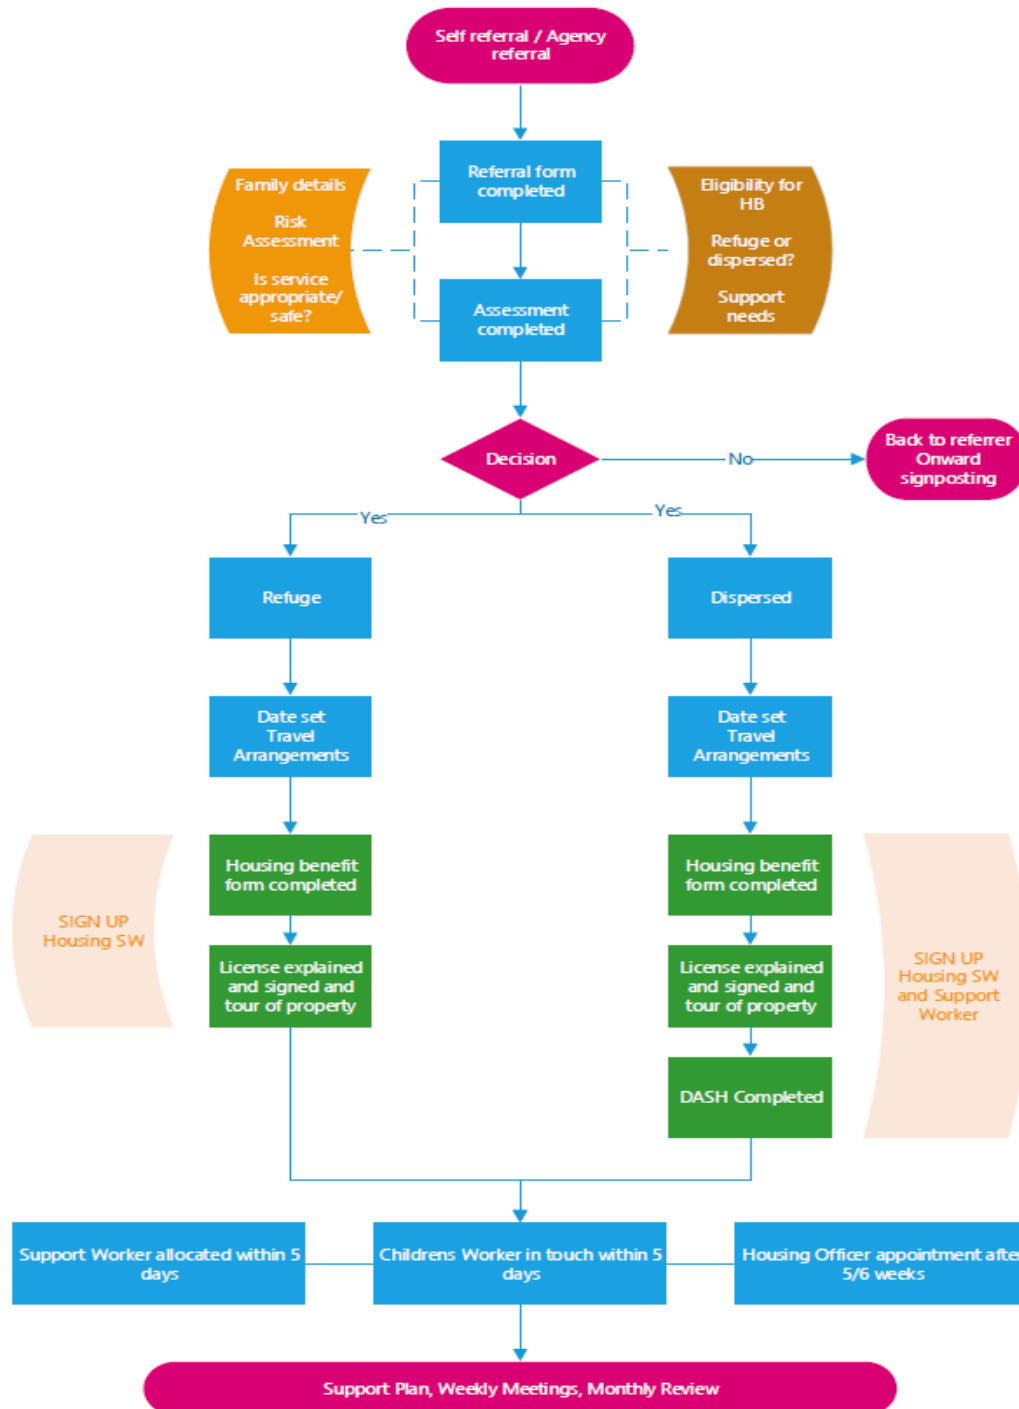 Self referral / Agency
referral
Referral form
completed
Family details
Risk
Assessment
Is service
appropriate/
safe?
Eligibility for
HB
Refuge or
dispersed?
Support
needs
Assessment
completed
Decision
No
Back to referrer
Onward
signposting
Yes
Yes
Refuge
Dispersed
Date set
Travel
Arrangements
Date set
Travel
Arrangements
Housing benefit
form completed
Housing benefit
form completed
SIGN UP
Housing SW
License explained
and signed and
tour of property
License explained
and signed and
tour of property
SIGN UP
Housing SW
and Support
Worker
DASH Completed
Support Worker allocated within 5
days
Childrens Worker in touch within 5
days
Housing Officer appointment after
5/6 weeks
Support Plan, Weekly Meetings, Monthly Review